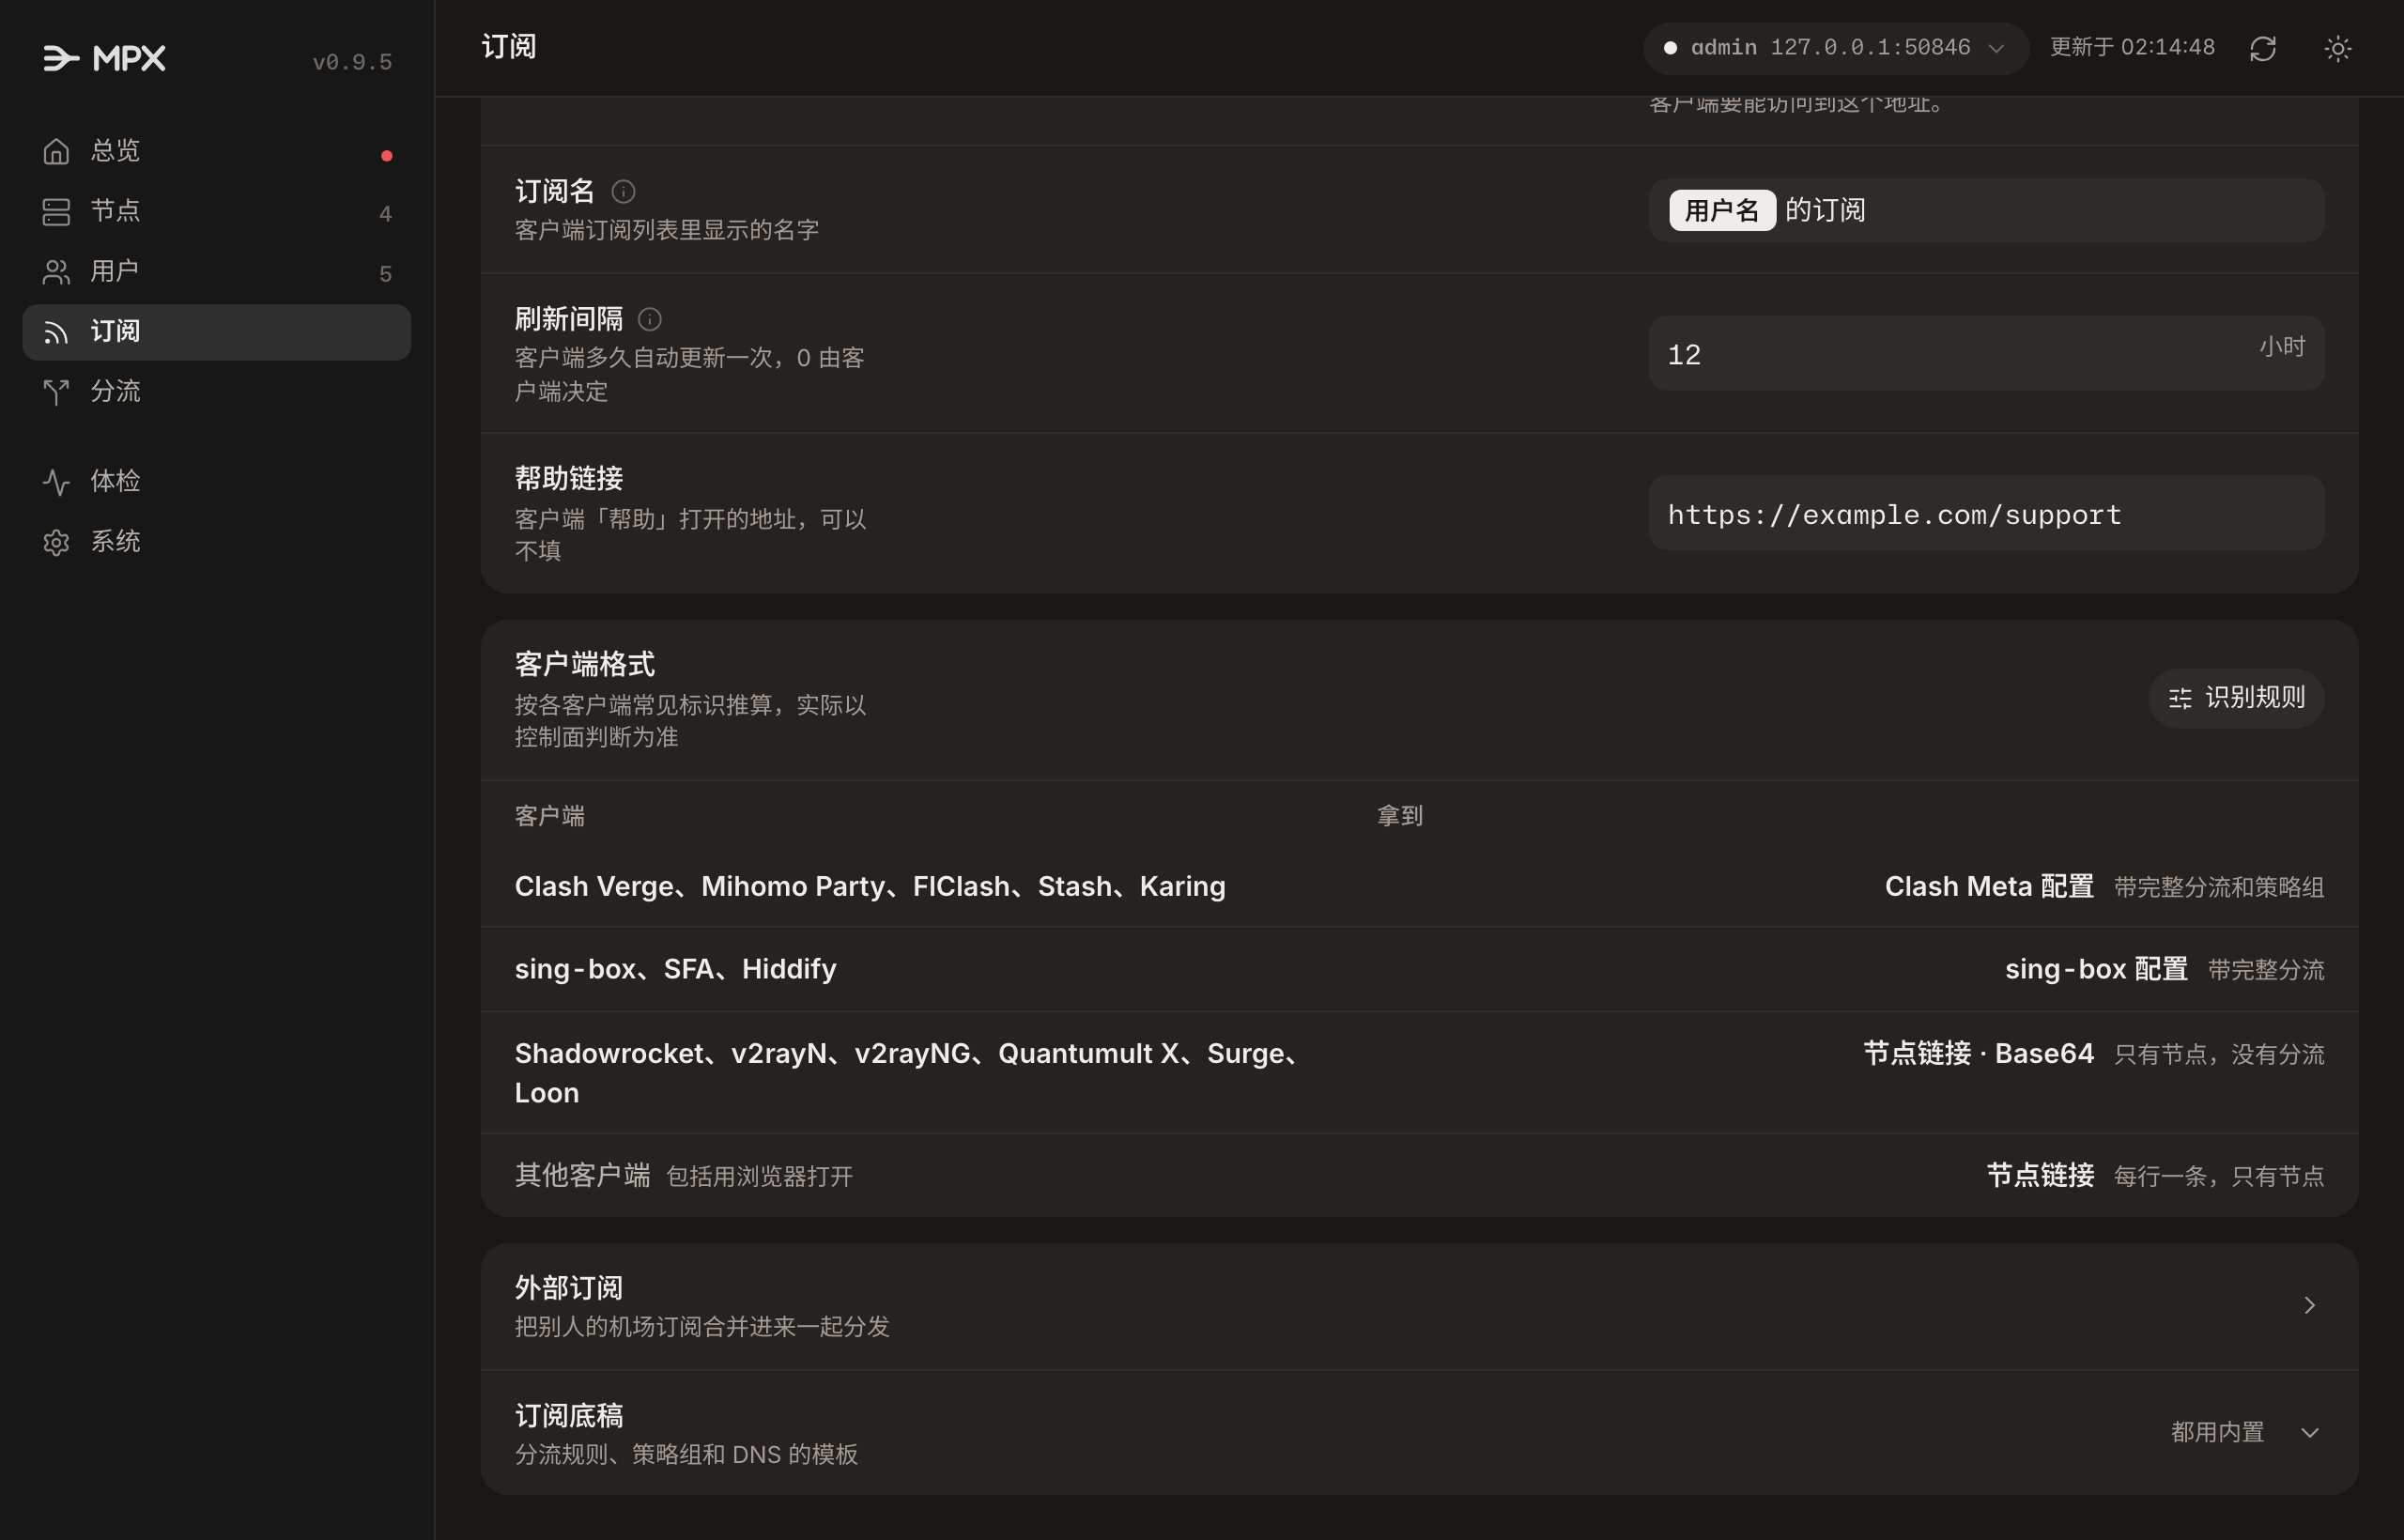 MPX
v0.9.5
总览
节点 4
用户 5
订阅
分流
体检
系统
订阅
admin 127.0.0.1:50846
更新于 02:14:48
客户端要能访问到这个地址。
订阅名
客户端订阅列表里显示的名字
用户名 的订阅
刷新间隔
客户端多久自动更新一次，0 由客
户端决定
12 小时
帮助链接
客户端「帮助」打开的地址，可以
不填
https://example.com/support
客户端格式
按各客户端常见标识推算，实际以
控制面判断为准
识别规则
客户端 拿到
Clash Verge、Mihomo Party、FlClash、Stash、Karing
Clash Meta 配置 带完整分流和策略组
sing-box、SFA、Hiddify
sing-box 配置 带完整分流
Shadowrocket、v2rayN、v2rayNG、Quantumult X、Surge、
Loon
节点链接 · Base64 只有节点，没有分流
其他客户端 包括用浏览器打开
节点链接 每行一条，只有节点
外部订阅
把别人的机场订阅合并进来一起分发
订阅底稿
分流规则、策略组和 DNS 的模板
都用内置